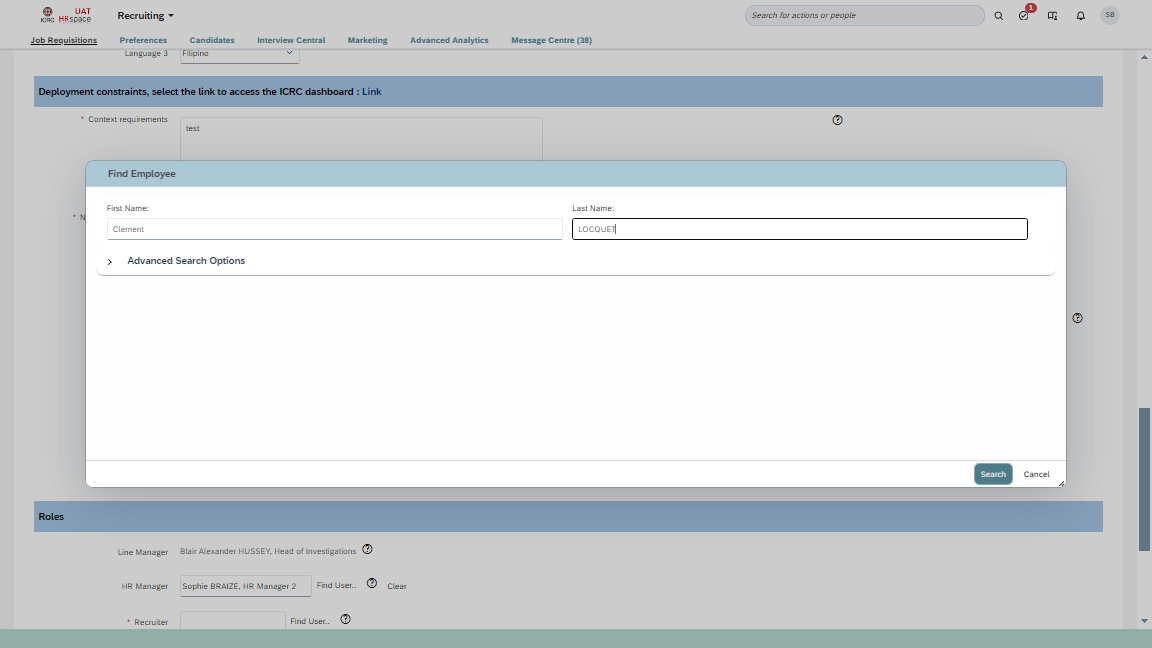 ICRC
UAT
HRspace
Recruiting
Search for actions or people
1
SB
Job Requisitions
Preferences
Candidates
Interview Central
Marketing
Advanced Analytics
Message Centre (38)
Language 3
Filipino
Deployment constraints, select the link to access the ICRC dashboard : Link
* Context requirements
test
?
* N
Find Employee
First Name:
Last Name:
Clement
LOCQUET
Advanced Search Options
?
Search
Cancel
Roles
Line Manager
Blair Alexander HUSSEY, Head of Investigations
?
HR Manager
Sophie BRAIZE, HR Manager 2
Find User..
?
Clear
* Recruiter
Find User..
?